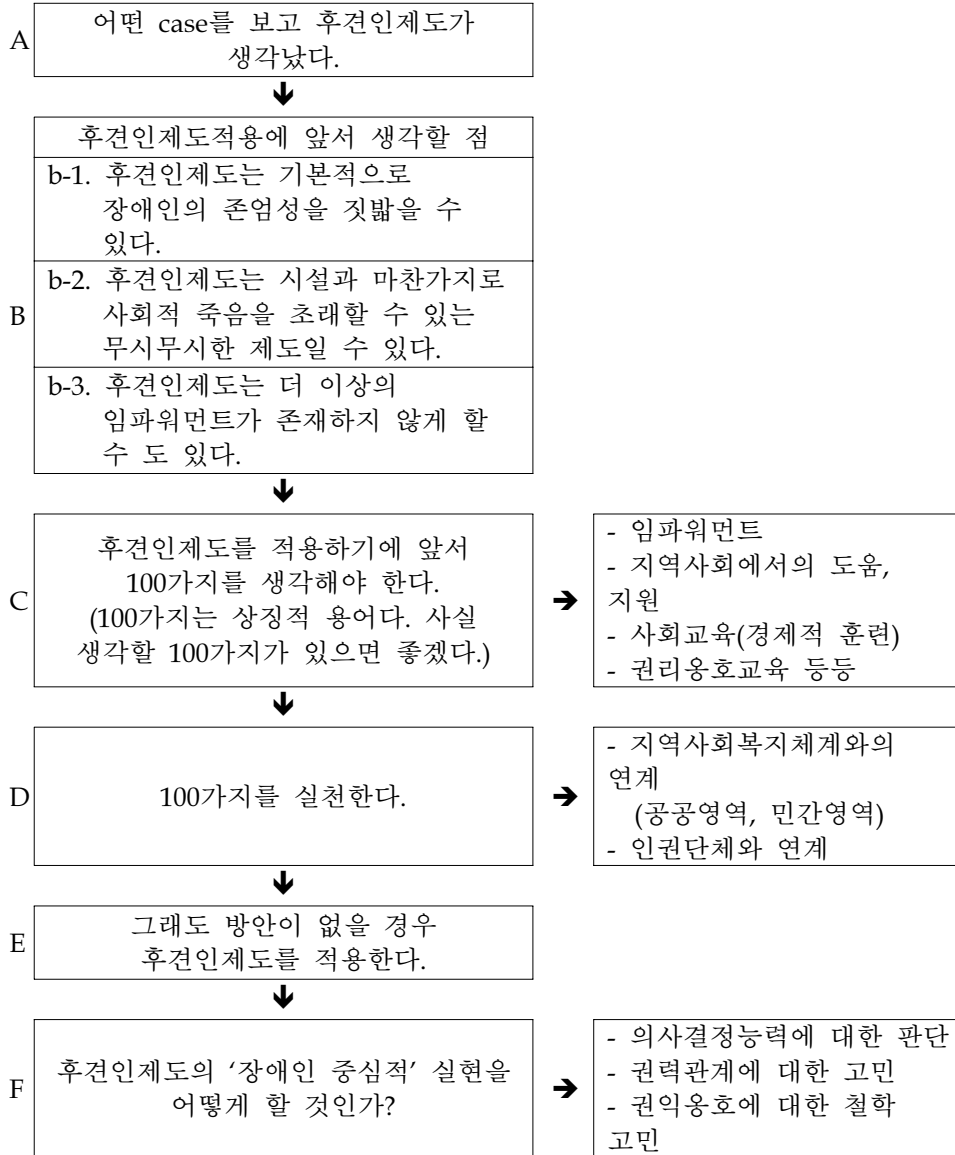 A
어떤 case를 보고 후견인제도가
생각났다.
🡻
B
후견인제도적용에 앞서 생각할 점
b-1. 후견인제도는 기본적으로
장애인의 존엄성을 짓밟을 수
있다.
b-2. 후견인제도는 시설과 마찬가지로
사회적 죽음을 초래할 수 있는
무시무시한 제도일 수 있다.
b-3. 후견인제도는 더 이상의
임파워먼트가 존재하지 않게 할
수 도 있다.
🡻
C
후견인제도를 적용하기에 앞서
100가지를 생각해야 한다.
(100가지는 상징적 용어다. 사실
생각할 100가지가 있으면 좋겠다.)
🡺
- 임파워먼트
- 지역사회에서의 도움,
지원
- 사회교육(경제적 훈련)
- 권리옹호교육 등등
🡻
D
100가지를 실천한다.
🡺
- 지역사회복지체계와의
연계
(공공영역, 민간영역)
- 인권단체와 연계
🡻
E
그래도 방안이 없을 경우
후견인제도를 적용한다.
🡻
F
후견인제도의 ‘장애인 중심적’ 실현을
어떻게 할 것인가?
🡺
- 의사결정능력에 대한 판단
- 권력관계에 대한 고민
- 권익옹호에 대한 철학
고민